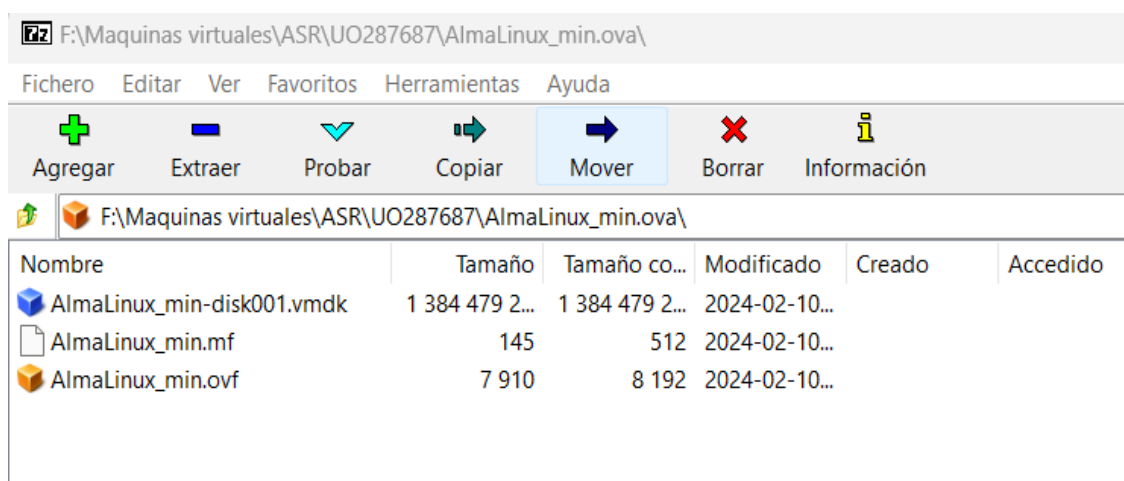 F:\Maquinas virtuales\ASR\UO287687\AlmaLinux_min.ova\
Fichero Editar Ver Favoritos Herramientas Ayuda
Agregar Extraer Probar Copiar Mover Borrar Información
F:\Maquinas virtuales\ASR\UO287687\AlmaLinux_min.ova\
Nombre Tamaño Tamaño co... Modificado Creado Accedido
AlmaLinux_min-disk001.vmdk 1 384 479 2... 1 384 479 2... 2024-02-10...
AlmaLinux_min.mf 145 512 2024-02-10...
AlmaLinux_min.ovf 7 910 8 192 2024-02-10...